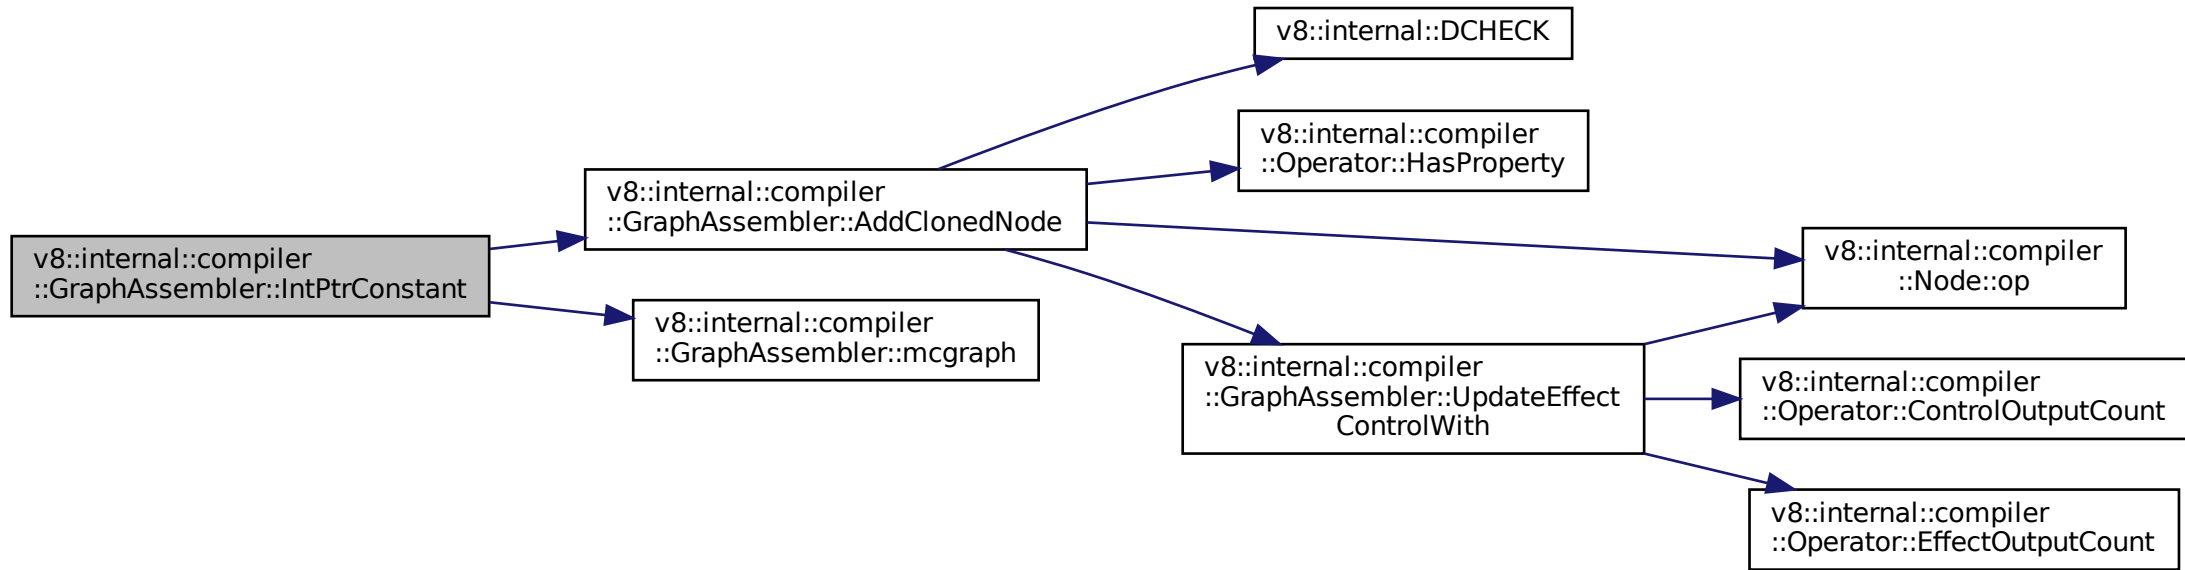 v8::internal::compiler
::GraphAssembler::IntPtrConstant
v8::internal::compiler
::GraphAssembler::AddClonedNode
v8::internal::compiler
::GraphAssembler::mcgraph
v8::internal::DCHECK
v8::internal::compiler
::Operator::HasProperty
v8::internal::compiler
::Node::op
v8::internal::compiler
::GraphAssembler::UpdateEffect
ControlWith
v8::internal::compiler
::Operator::ControlOutputCount
v8::internal::compiler
::Operator::EffectOutputCount